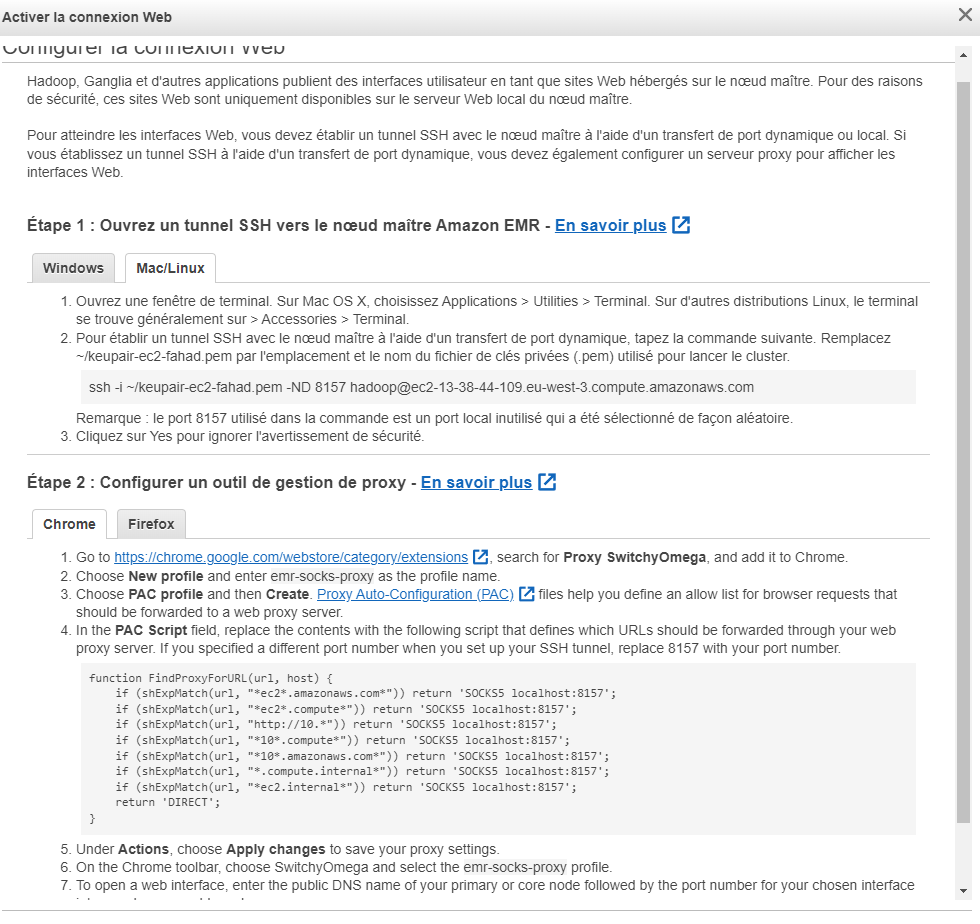 Activer la connexion Web
Configurer la connexion Web
Hadoop, Ganglia et d'autres applications publient des interfaces utilisateur en tant que sites Web hébergés sur le nœud maître. Pour des raisons
de sécurité, ces sites Web sont uniquement disponibles sur le serveur Web local du nœud maître.
Pour atteindre les interfaces Web, vous devez établir un tunnel SSH avec le nœud maître à l'aide d'un transfert de port dynamique ou local. Si
vous établissez un tunnel SSH à l'aide d'un transfert de port dynamique, vous devez également configurer un serveur proxy pour afficher les
interfaces Web.
Étape 1 : Ouvrez un tunnel SSH vers le nœud maître Amazon EMR - En savoir plus
Windows Mac/Linux
1. Ouvrez une fenêtre de terminal. Sur Mac OS X, choisissez Applications > Utilities > Terminal. Sur d'autres distributions Linux, le terminal
se trouve généralement sur > Accessories > Terminal.
2. Pour établir un tunnel SSH avec le nœud maître à l'aide d'un transfert de port dynamique, tapez la commande suivante. Remplacez
~/keupair-ec2-fahad.pem par l'emplacement et le nom du fichier de clés privées (.pem) utilisé pour lancer le cluster.
ssh -i ~/keupair-ec2-fahad.pem -ND 8157 hadoop@ec2-13-38-44-109.eu-west-3.compute.amazonaws.com
Remarque : le port 8157 utilisé dans la commande est un port local inutilisé qui a été sélectionné de façon aléatoire.
3. Cliquez sur Yes pour ignorer l'avertissement de sécurité.
Étape 2 : Configurer un outil de gestion de proxy - En savoir plus
Chrome Firefox
1. Go to https://chrome.google.com/webstore/category/extensions , search for Proxy SwitchyOmega, and add it to Chrome.
2. Choose New profile and enter emr-socks-proxy as the profile name.
3. Choose PAC profile and then Create. Proxy Auto-Configuration (PAC) files help you define an allow list for browser requests that
should be forwarded to a web proxy server.
4. In the PAC Script field, replace the contents with the following script that defines which URLs should be forwarded through your web
proxy server. If you specified a different port number when you set up your SSH tunnel, replace 8157 with your port number.
function FindProxyForURL(url, host) {
if (shExpMatch(url, "*ec2*.amazonaws.com*")) return 'SOCKS5 localhost:8157';
if (shExpMatch(url, "*ec2*.compute*")) return 'SOCKS5 localhost:8157';
if (shExpMatch(url, "http://10.*")) return 'SOCKS5 localhost:8157';
if (shExpMatch(url, "*10*.compute*")) return 'SOCKS5 localhost:8157';
if (shExpMatch(url, "*10*.amazonaws.com*")) return 'SOCKS5 localhost:8157';
if (shExpMatch(url, "*.compute.internal*")) return 'SOCKS5 localhost:8157';
if (shExpMatch(url, "*ec2.internal*")) return 'SOCKS5 localhost:8157';
return 'DIRECT';
}
5. Under Actions, choose Apply changes to save your proxy settings.
6. On the Chrome toolbar, choose SwitchyOmega and select the emr-socks-proxy profile.
7. To open a web interface, enter the public DNS name of your primary or core node followed by the port number for your chosen interface